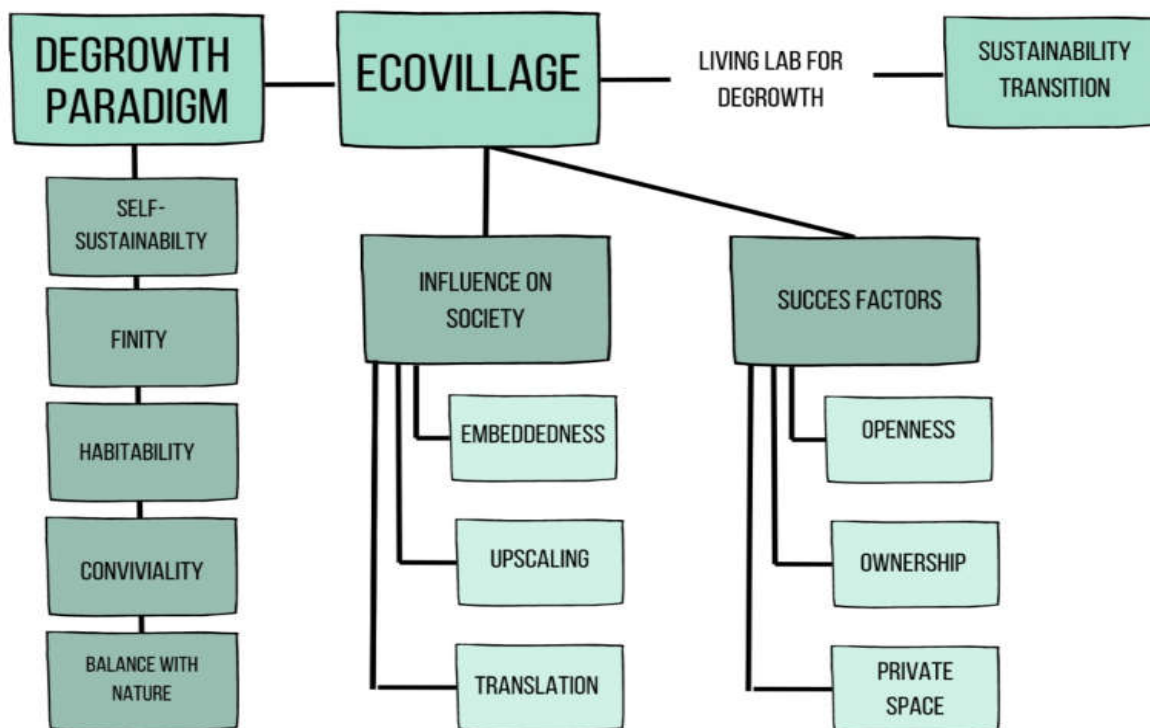 DEGROWTH
PARADIGM
ECOVILLAGE
LIVING LAB FOR
DEGROWTH
SUSTAINABILITY
TRANSITION
SELF-
SUSTAINABILTY
FINITY
HABITABILITY
CONVIVIALITY
BALANCE WITH
NATURE
INFLUENCE ON
SOCIETY
EMBEDDEDNESS
UPSCALING
TRANSLATION
SUCCES FACTORS
OPENNESS
OWNERSHIP
PRIVATE
SPACE